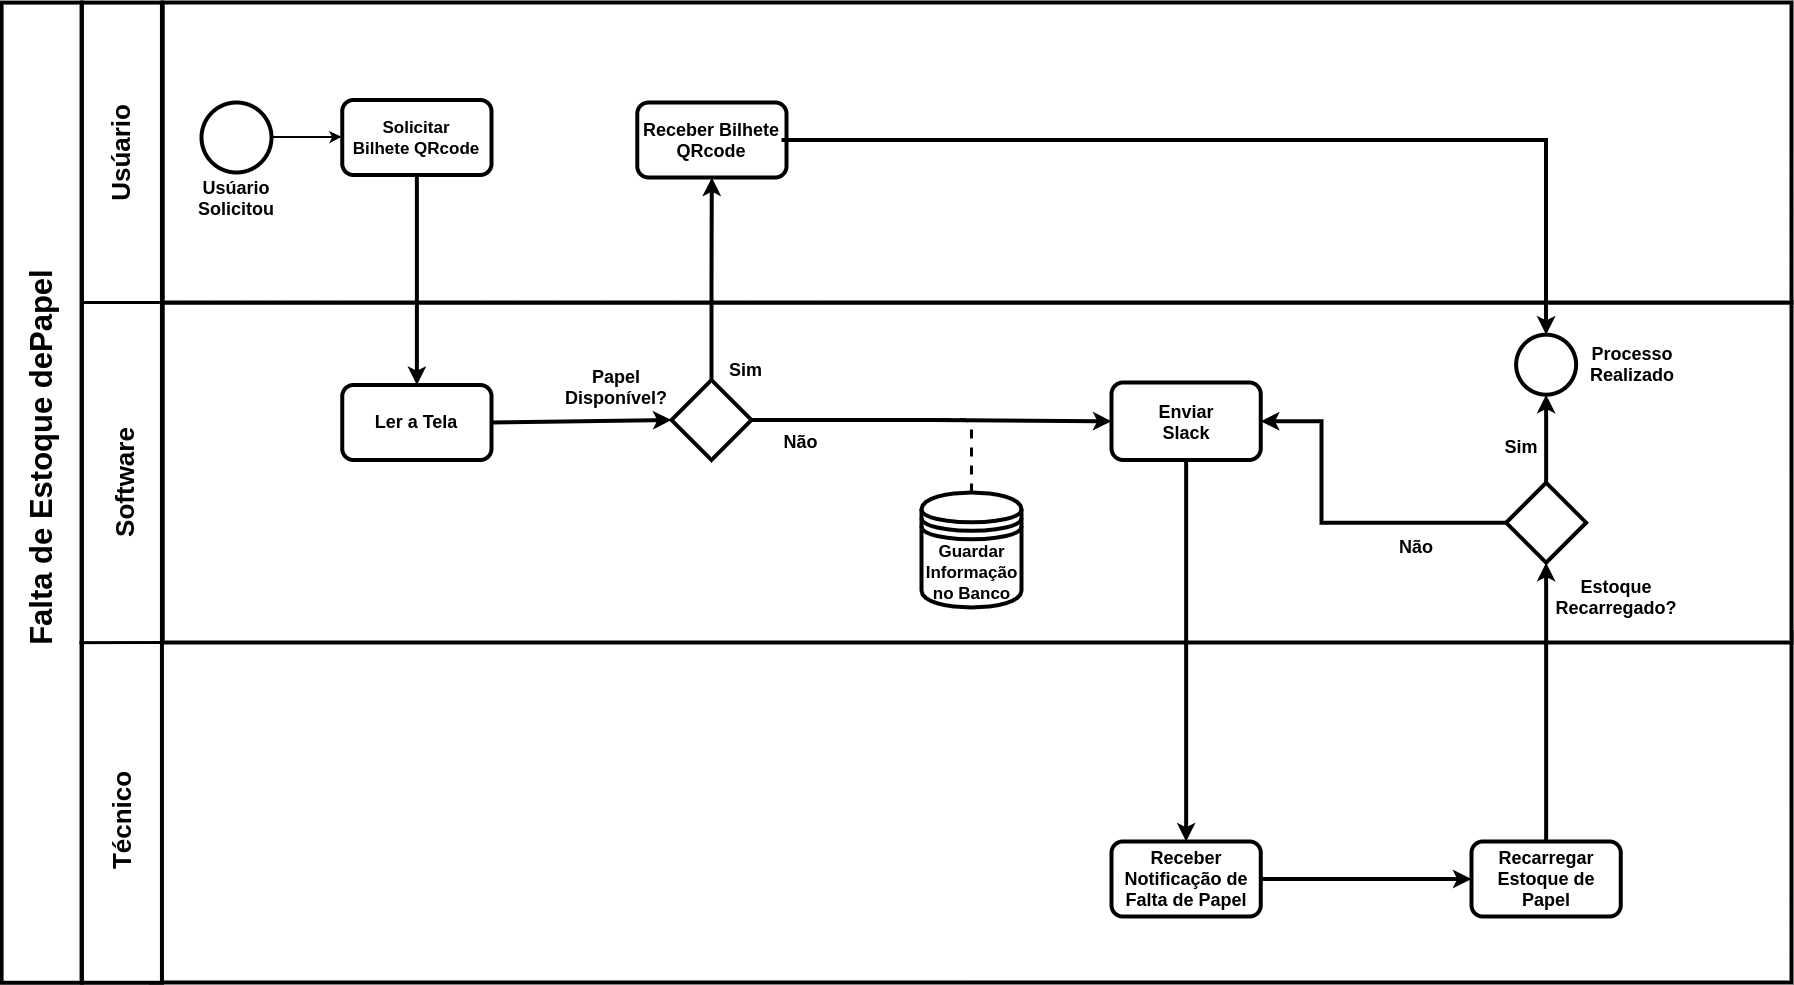 Falta de Estoque dePapel
Usúario
Usúario
Solicitou
Solicitar
Bilhete QRcode
Receber Bilhete
QRcode
Software
Ler a Tela
Papel
Disponível?
Sim
Não
Guardar
Informação
no Banco
Enviar
Slack
Processo
Realizado
Sim
Não
Estoque
Recarregado?
Técnico
Receber
Notificação de
Falta de Papel
Recarregar
Estoque de
Papel